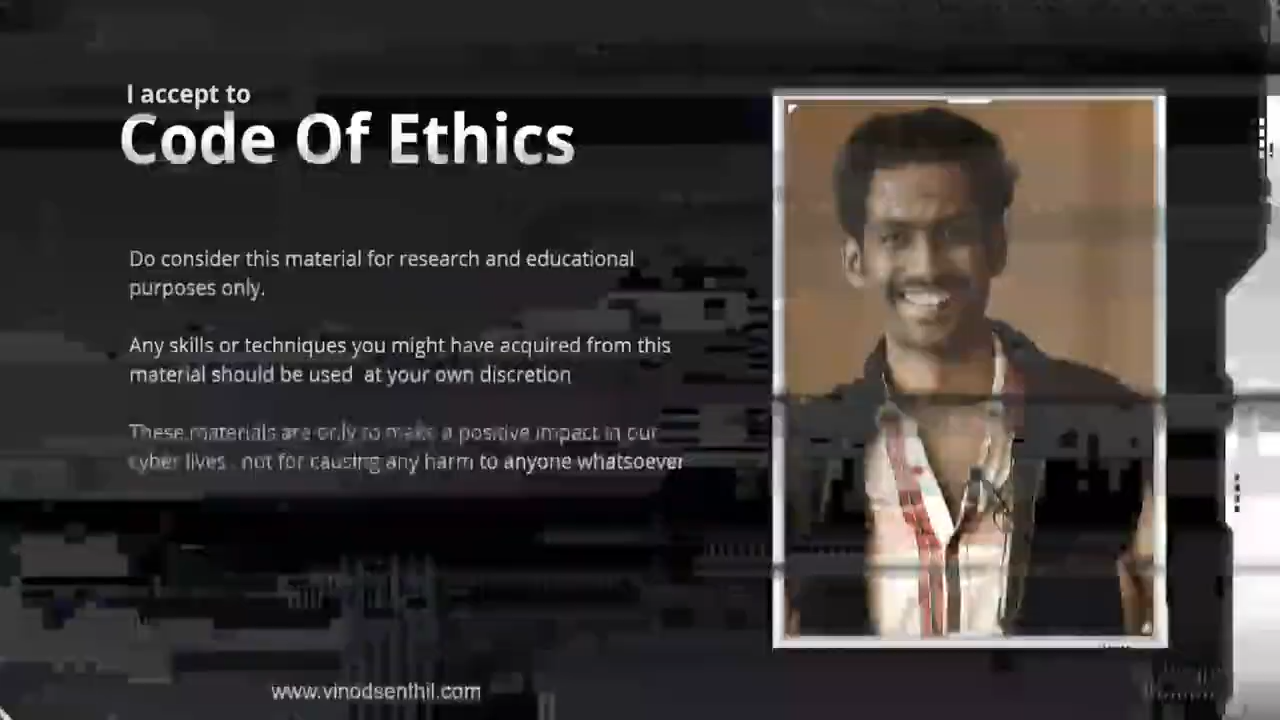 I accept to
Code Of Ethics
Do consider this material for research and educational
purposes only.
Any skills or techniques you might have acquired from this
material should be used at your own discretion
These materials are only to make a positive impact in our
cyber lives not for causing any harm to anyone whatsoever
www.vinodsenthil.com